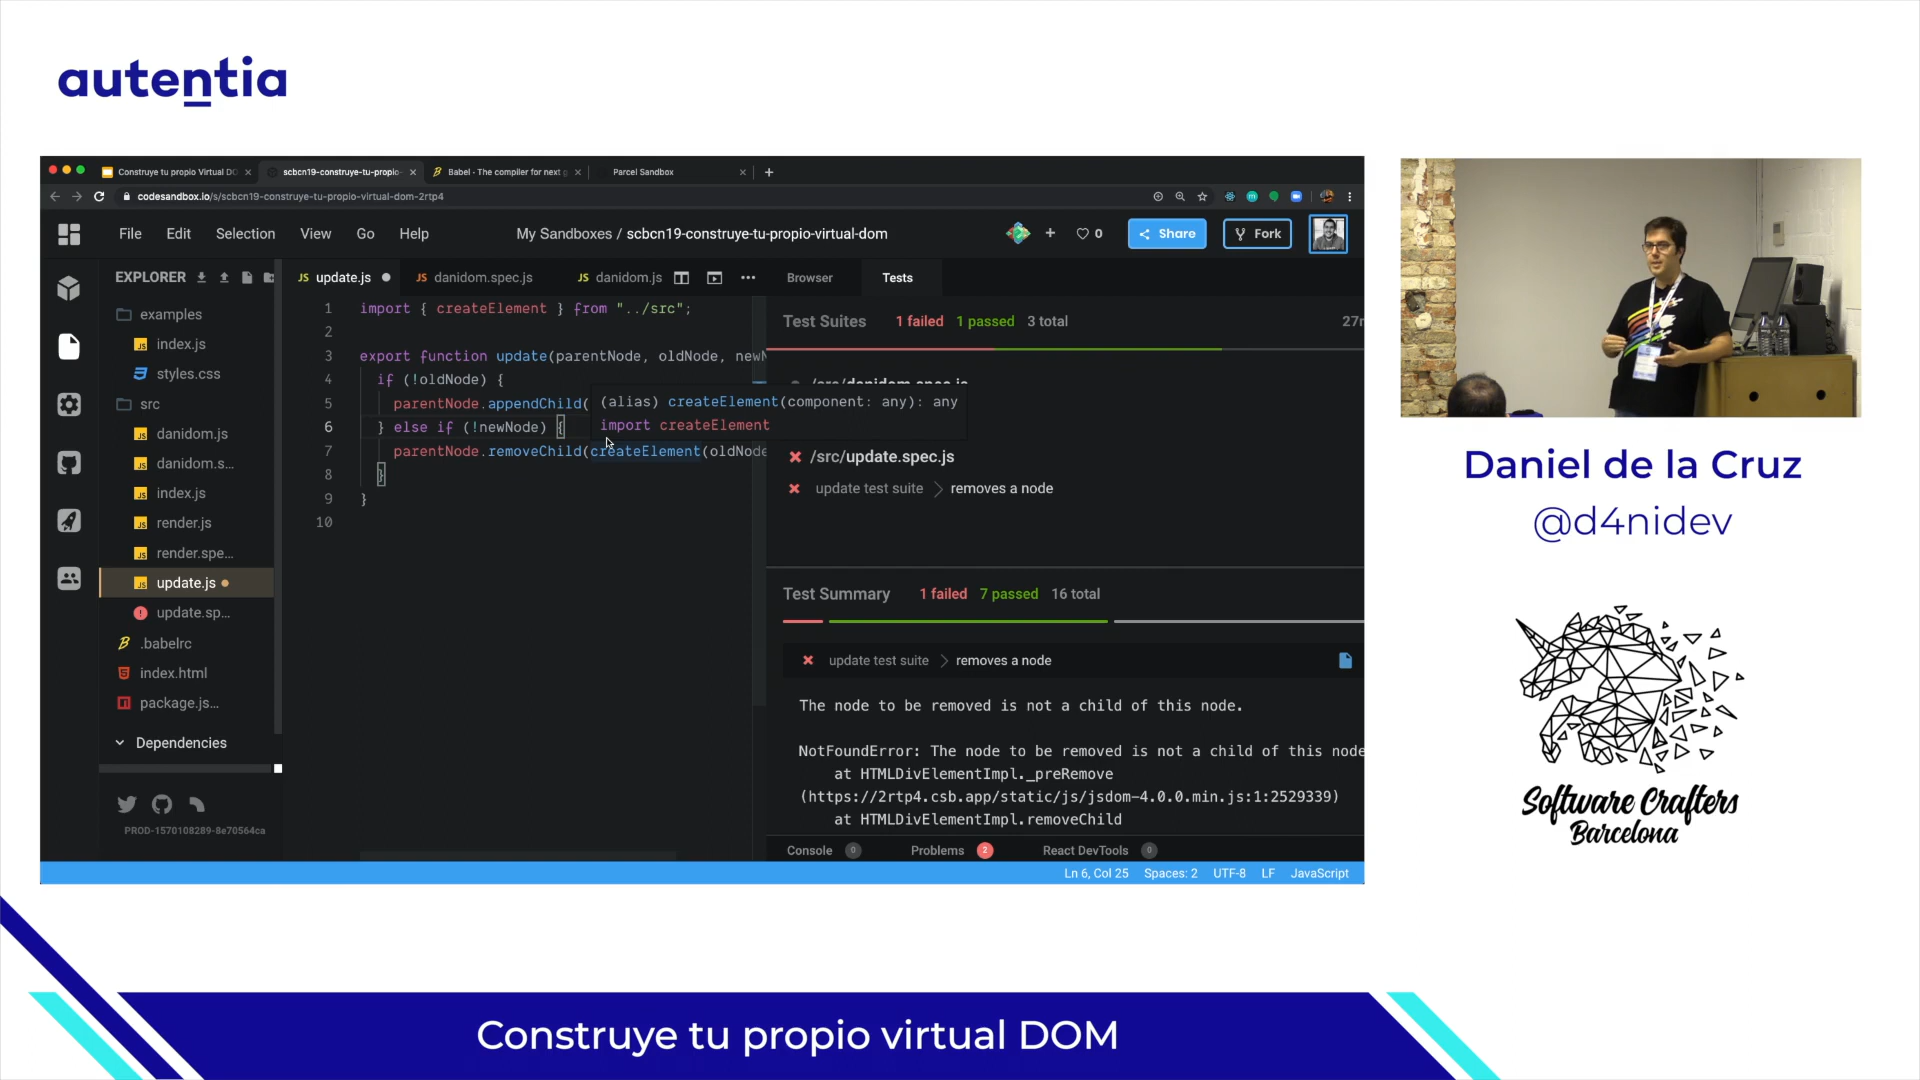 autentia
Construye tu propio Virtual D
scbcn19-construye-tu-propio-
Babel · The compiler for next g
Parcel Sandbox
codesandbox.io/s/scbcn19-construye-tu-propio-virtual-dom-2rtp4
File Edit Selection View Go Help
My Sandboxes / scbcn19-construye-tu-propio-virtual-dom
0
Share
Fork
EXPLORER
examples
index.js
styles.css
src
danidom.js
danidom.s...
index.js
render.js
render.spe...
update.js
update.sp...
.babelrc
index.html
package.js...
Dependencies
PROD-1570108289-8e70564ca
JS update.js
JS danidom.spec.js
JS danidom.js
1 import { createElement } from "../src";
2
3 export function update(parentNode, oldNode, newN
4 if (!oldNode) {
5 parentNode.appendChild(
6 } else if (!newNode) {
7 parentNode.removeChild(createElement(oldNode
8 }
9 }
10
(alias) createElement(component: any): any
import createElement
Browser
Tests
Test Suites 1 failed 1 passed 3 total
/src/danidom.spec.js
/src/update.spec.js
update test suite > removes a node
Test Summary 1 failed 7 passed 16 total
update test suite > removes a node
The node to be removed is not a child of this node.
NotFoundError: The node to be removed is not a child of this node
at HTMLDivElementImpl._preRemove
(https://2rtp4.csb.app/static/js/jsdom-4.0.0.min.js:1:2529339)
at HTMLDivElementImpl.removeChild
Console 0
Problems 2
React DevTools 0
Ln 6, Col 25 Spaces: 2 UTF-8 LF JavaScript
Daniel de la Cruz
@d4nidev
Software Crafters
Barcelona
Construye tu propio virtual DOM